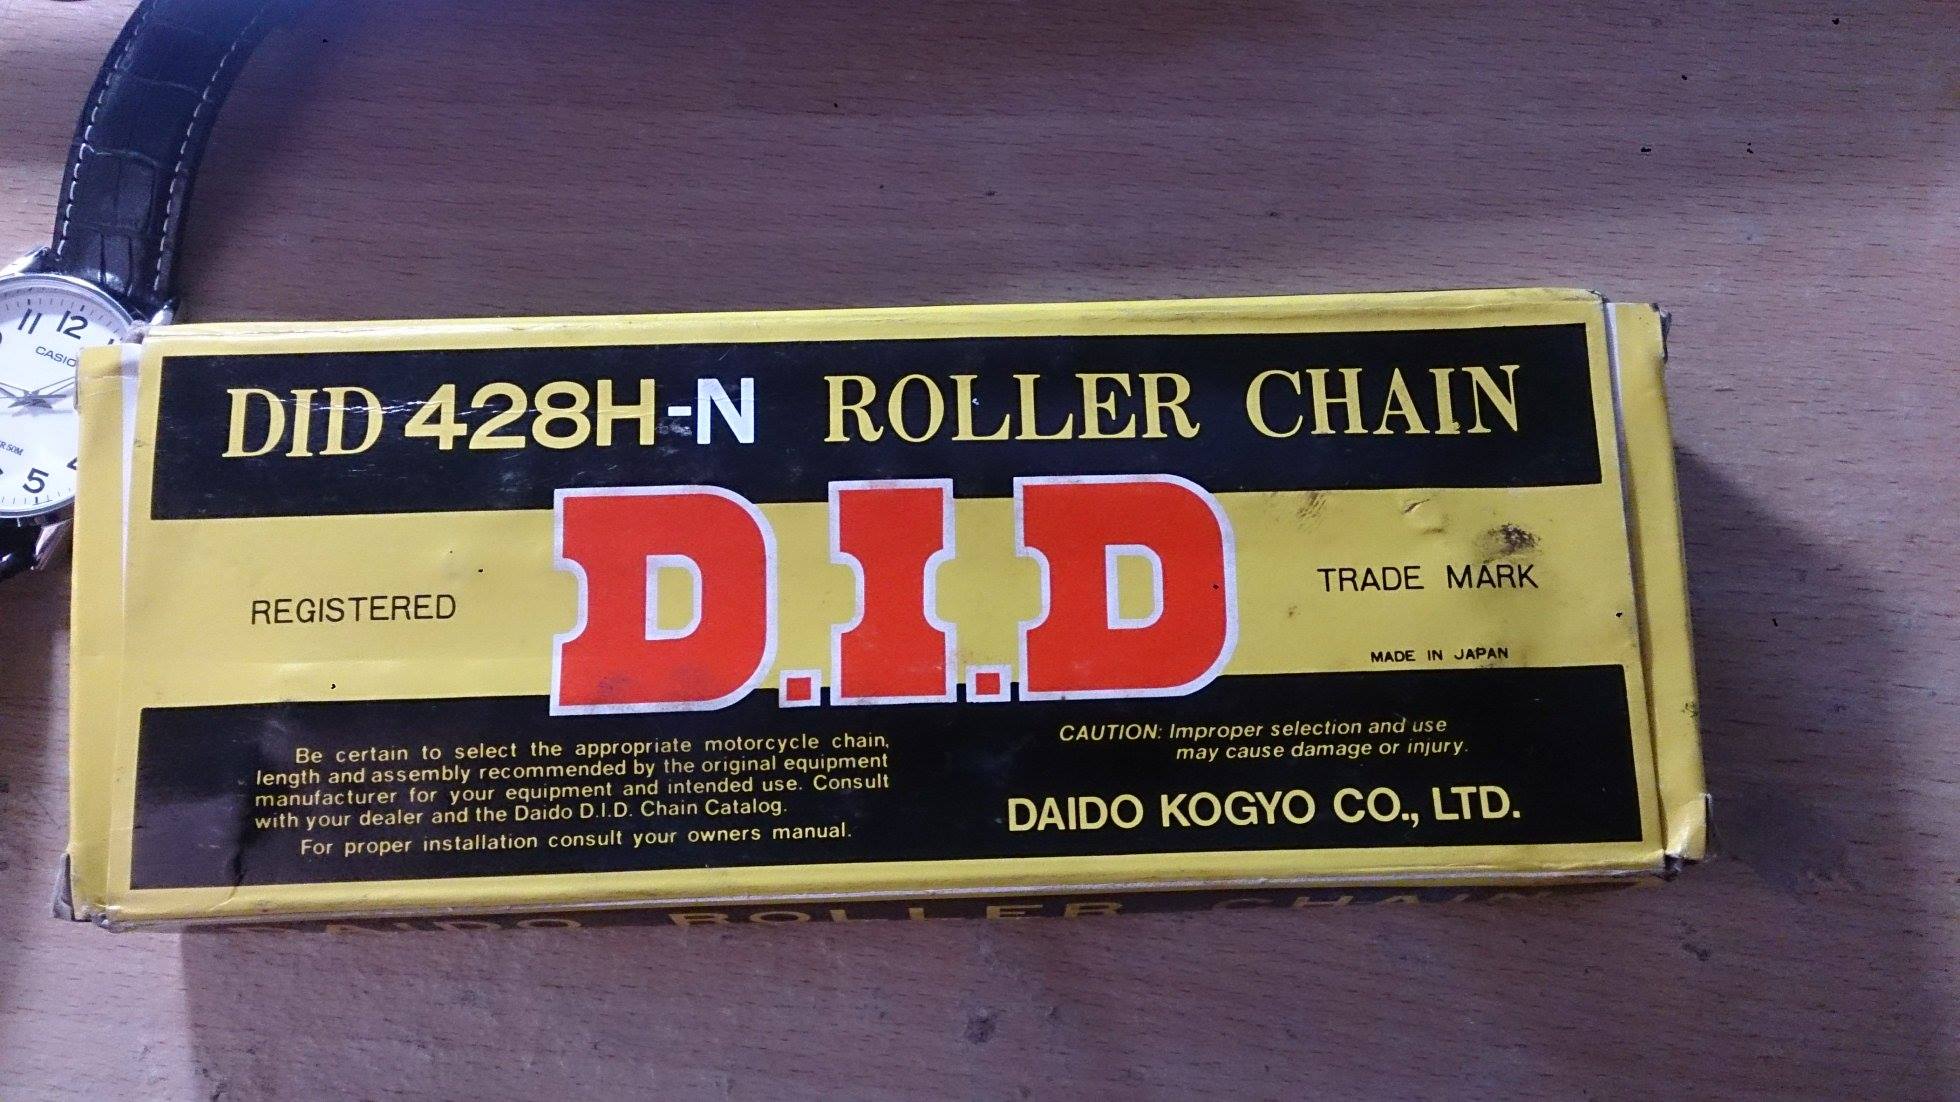 11 12
CASIO
5
DID 428H-N ROLLER CHAIN
REGISTERED
D.I.D
TRADE MARK
MADE IN JAPAN
Be certain to select the appropriate motorcycle chain,
length and assembly recommended by the original equipment
manufacturer for your equipment and intended use. Consult
with your dealer and the Daido D.I.D. Chain Catalog.
For proper installation consult your owners manual.
CAUTION: Improper selection and use
may cause damage or injury.
DAIDO KOGYO CO., LTD.
DAIDO ROLLER CHAIN